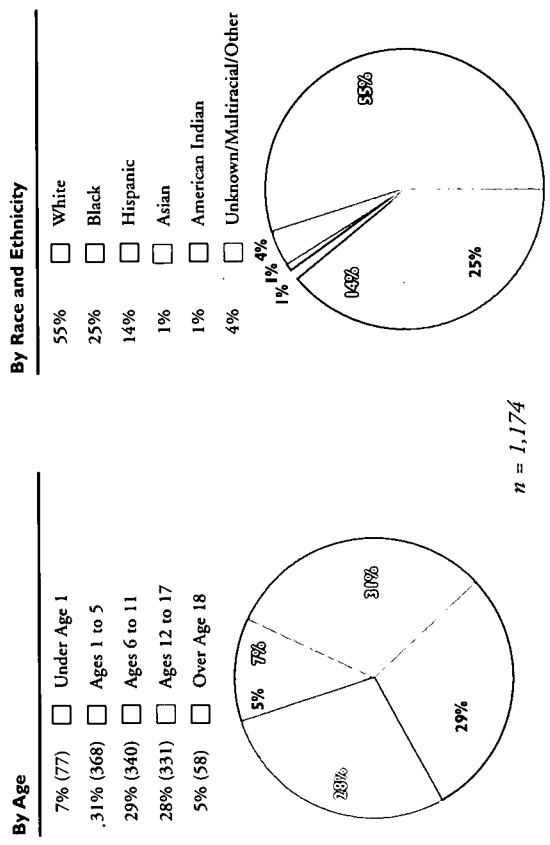 By Age
7% (77) Under Age 1
.31% (368) Ages 1 to 5
29% (340) Ages 6 to 11
28% (331) Ages 12 to 17
5% (58) Over Age 18
5%
7%
31%
28%
29%
n = 1,174
By Race and Ethnicity
55% White
25% Black
14% Hispanic
1% Asian
1% American Indian
4% Unknown/Multiracial/Other
4%
1%
1%
14%
55%
25%